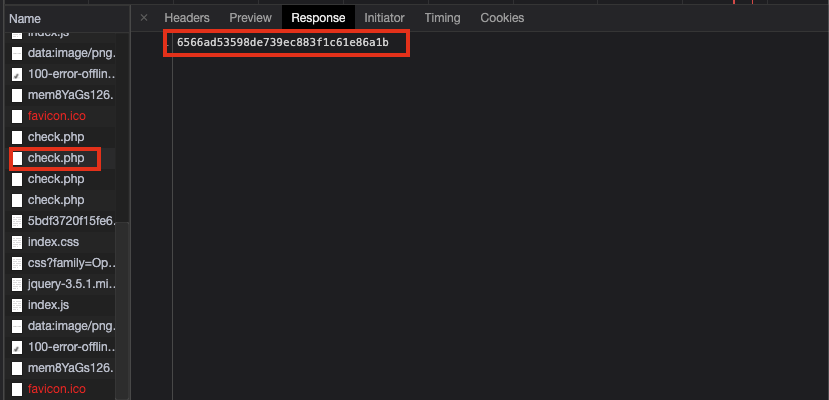 Name
Headers Preview Response Initiator Timing Cookies
index.js
6566ad53598de739ec883f1c61e86a1b
data:image/png.
100-error-offlin...
mem8YaGs126.
favicon.ico
check.php
check.php
check.php
check.php
5bdf3720f15fe6.
index.css
css?family=Op...
jquery-3.5.1.mi...
index.js
data:image/png.
100-error-offlin...
mem8YaGs126.
favicon.ico